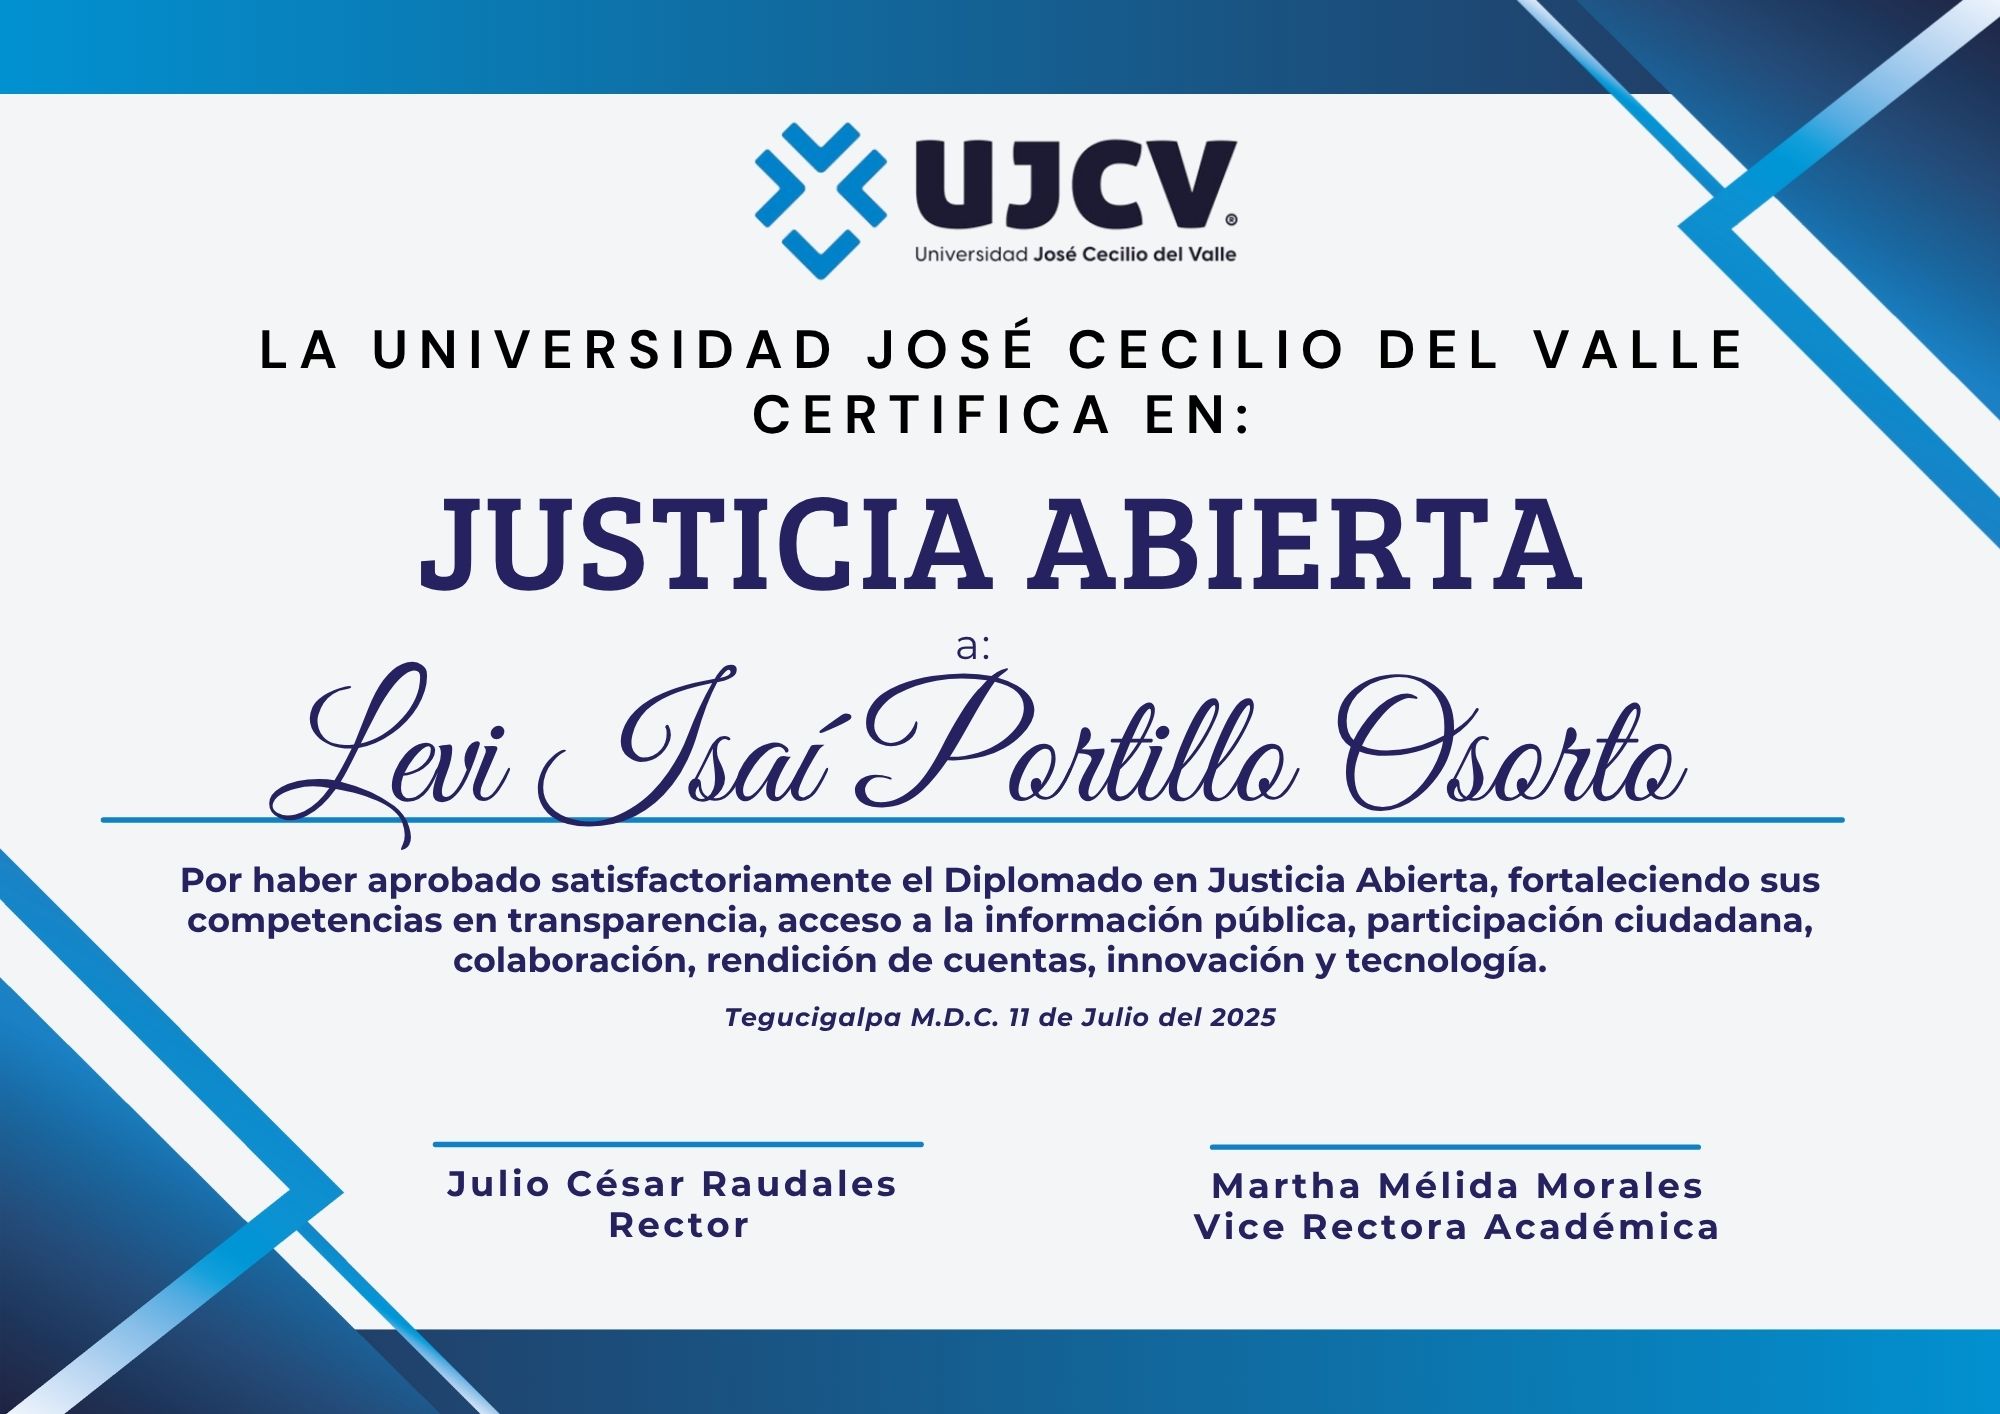 UJCV®
Universidad José Cecilio del Valle
LA UNIVERSIDAD JOSÉ CECILIO DEL VALLE
CERTIFICA EN:
JUSTICIA ABIERTA
a:
Levi Isaí Portillo Osorto
Por haber aprobado satisfactoriamente el Diplomado en Justicia Abierta, fortaleciendo sus
competencias en transparencia, acceso a la información pública, participación ciudadana,
colaboración, rendición de cuentas, innovación y tecnología.
Tegucigalpa M.D.C. 11 de Julio del 2025
Julio César Raudales
Rector
Martha Mélida Morales
Vice Rectora Académica